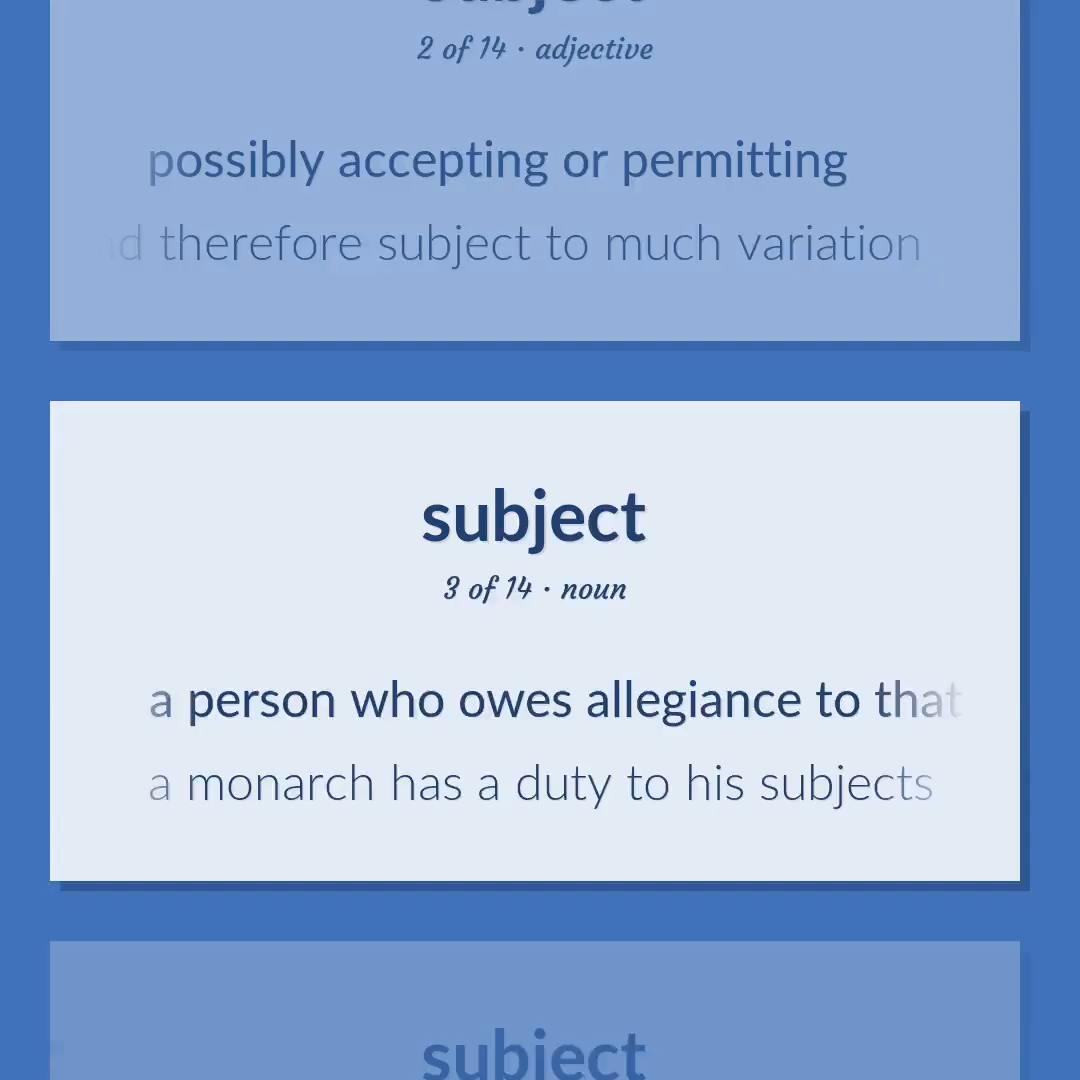 subject
2 of 14 · adjective
possibly accepting or permitting
therefore subject to much variation
subject
3 of 14 · noun
a person who owes allegiance to that
a monarch has a duty to his subjects
subject